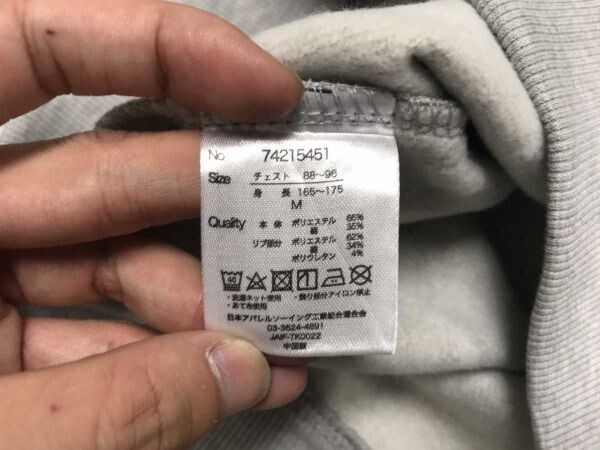 No 74215451
Size チェスト 88～96
身 長 165～175
M
Quality 本体 ポリエステル 65%
綿 35%
リブ部分 ポリエステル 62%
綿 34%
ポリウレタン 4%
40
・洗濯ネット使用 ・飾り部分アイロン禁止
・あて布使用
日本アパレルソーイング工業組合連合会
03-3624-4891
JAIF-TK0022
中国製